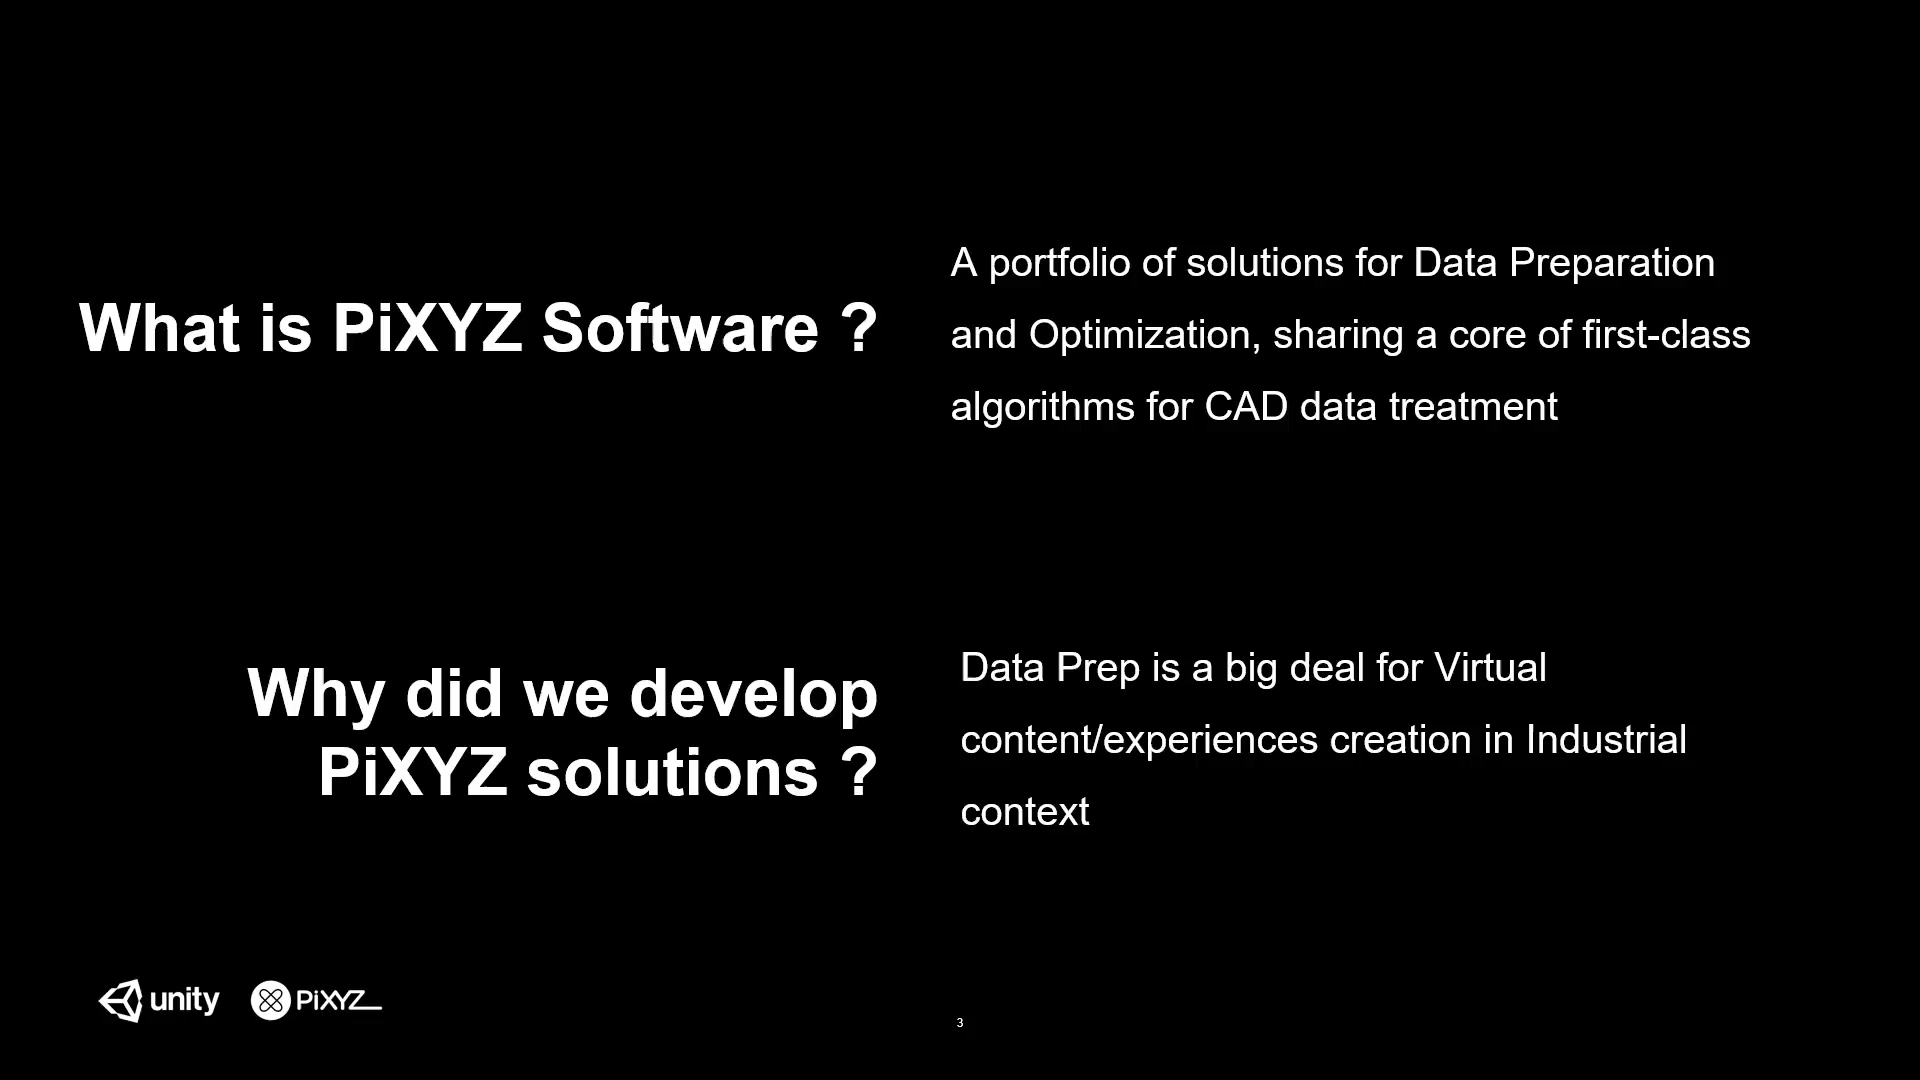 What is PiXYZ Software ?
A portfolio of solutions for Data Preparation
and Optimization, sharing a core of first-class
algorithms for CAD data treatment
Why did we develop
PiXYZ solutions ?
Data Prep is a big deal for Virtual
content/experiences creation in Industrial
context
unity
PiXYZ
3